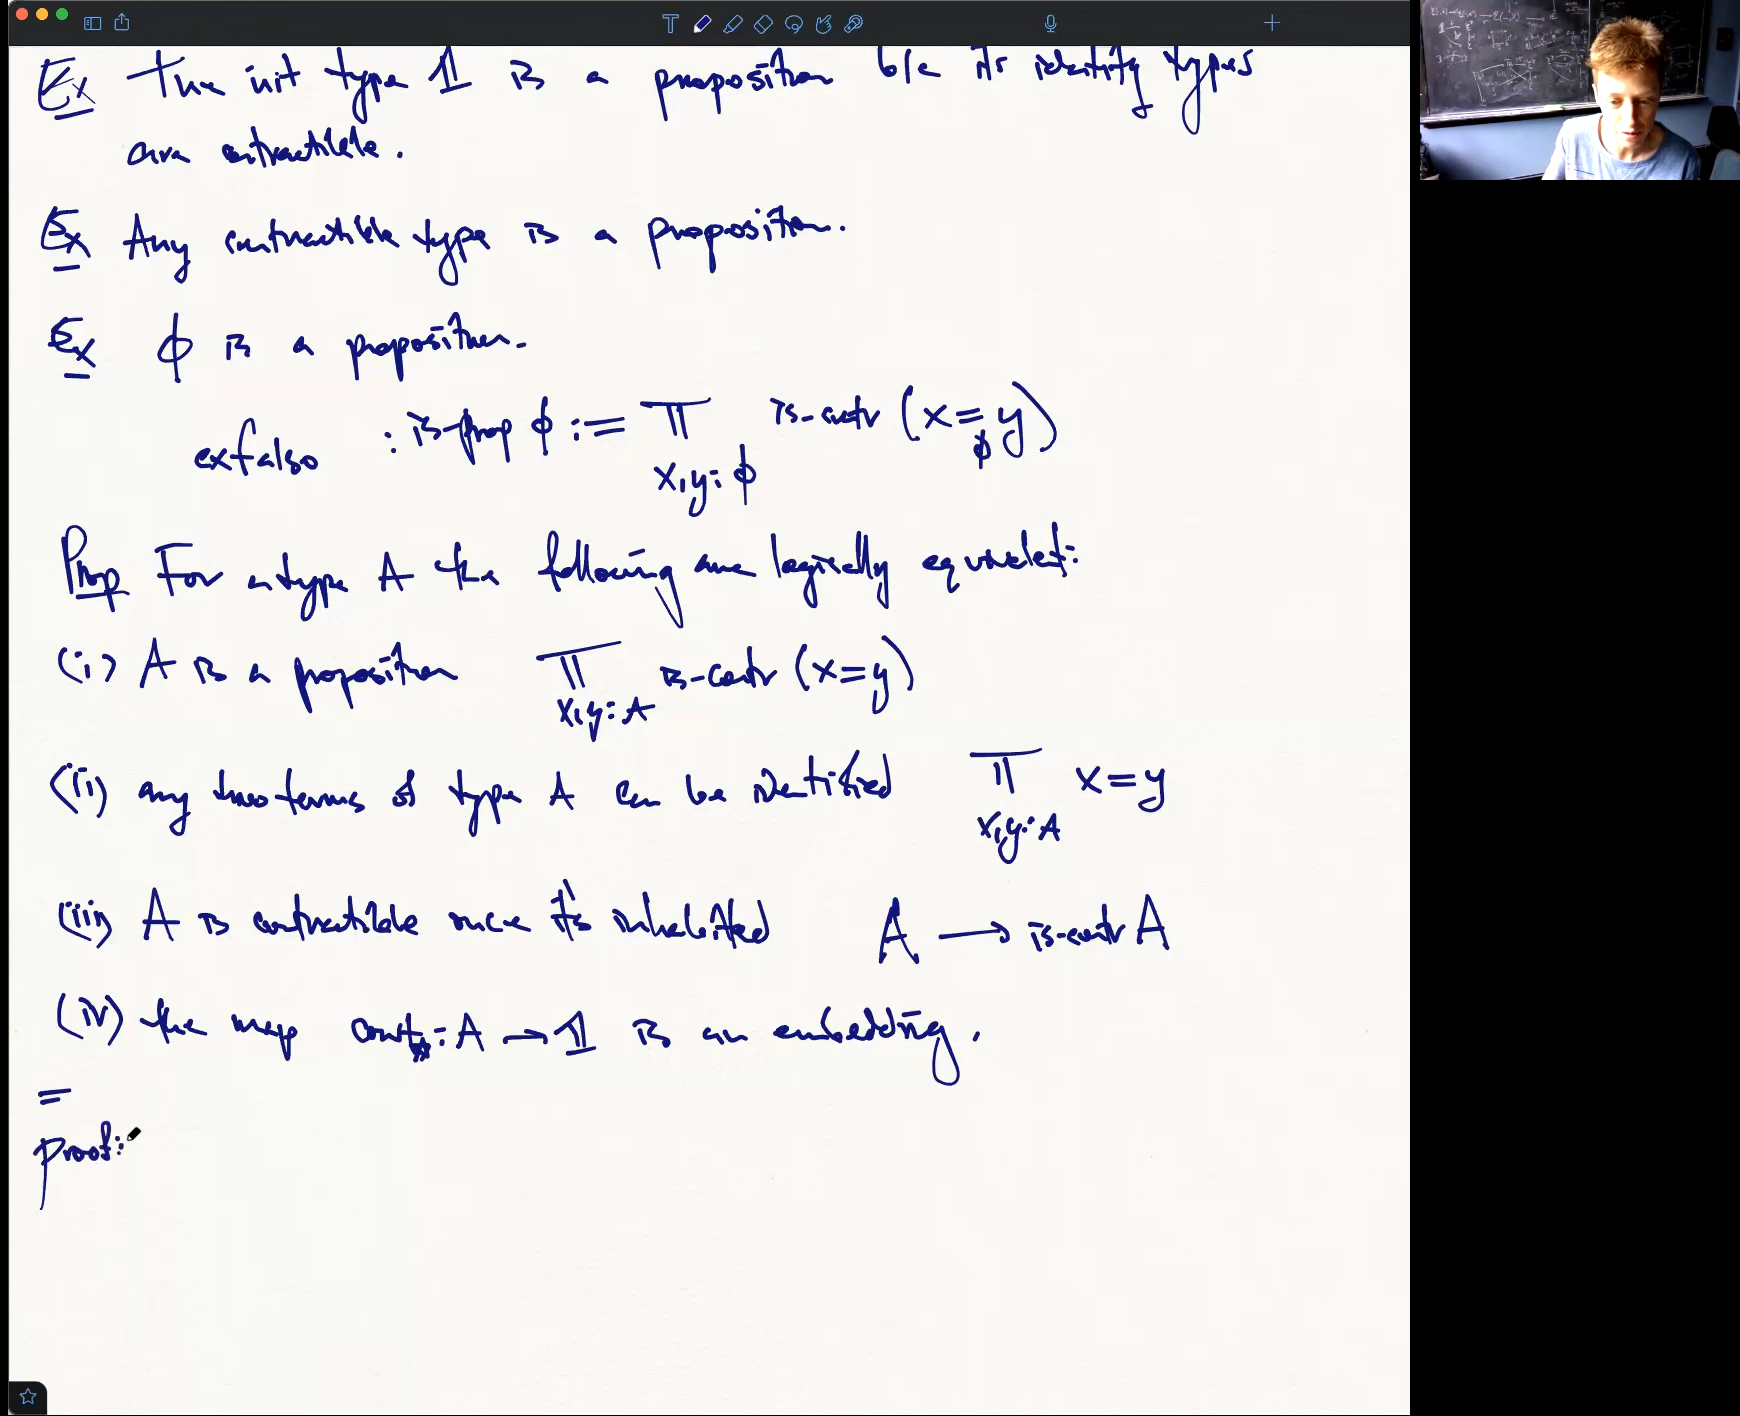 Ex The unit type 𝟙 is a proposition b/c its identity types
are contractible.
Ex Any contractible type is a proposition.
Ex ϕ is a proposition.
exfalso : is-prop ϕ := Π is-contr (x =_ϕ y)
x,y:ϕ
Prop For a type A the following are logically equivalent:
(i) A is a proposition Π is-contr (x=y)
x,y:A
(ii) any two terms of type A can be identified Π x=y
x,y:A
(iii) A is contractible once it's inhabited A → is-contr A
(iv) the map const⋆ : A → 𝟙 is an embedding.
=
proof: